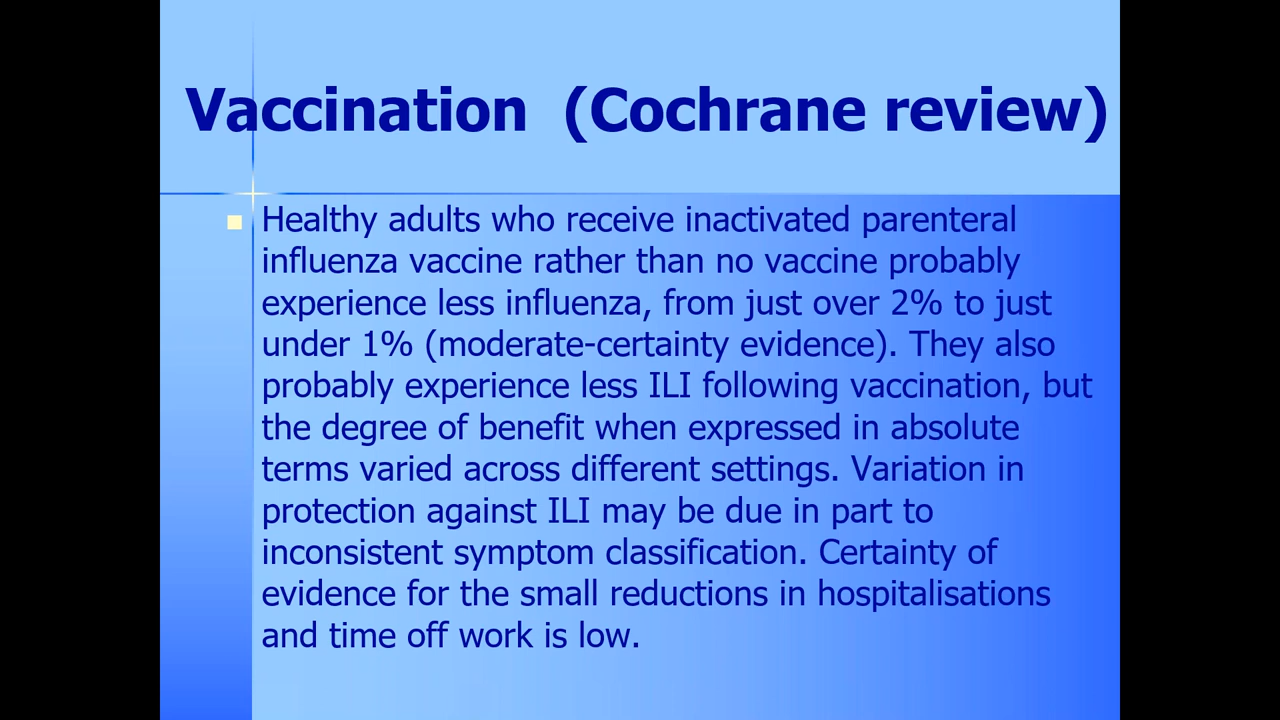 Vaccination (Cochrane review)
Healthy adults who receive inactivated parenteral
influenza vaccine rather than no vaccine probably
experience less influenza, from just over 2% to just
under 1% (moderate-certainty evidence). They also
probably experience less ILI following vaccination, but
the degree of benefit when expressed in absolute
terms varied across different settings. Variation in
protection against ILI may be due in part to
inconsistent symptom classification. Certainty of
evidence for the small reductions in hospitalisations
and time off work is low.